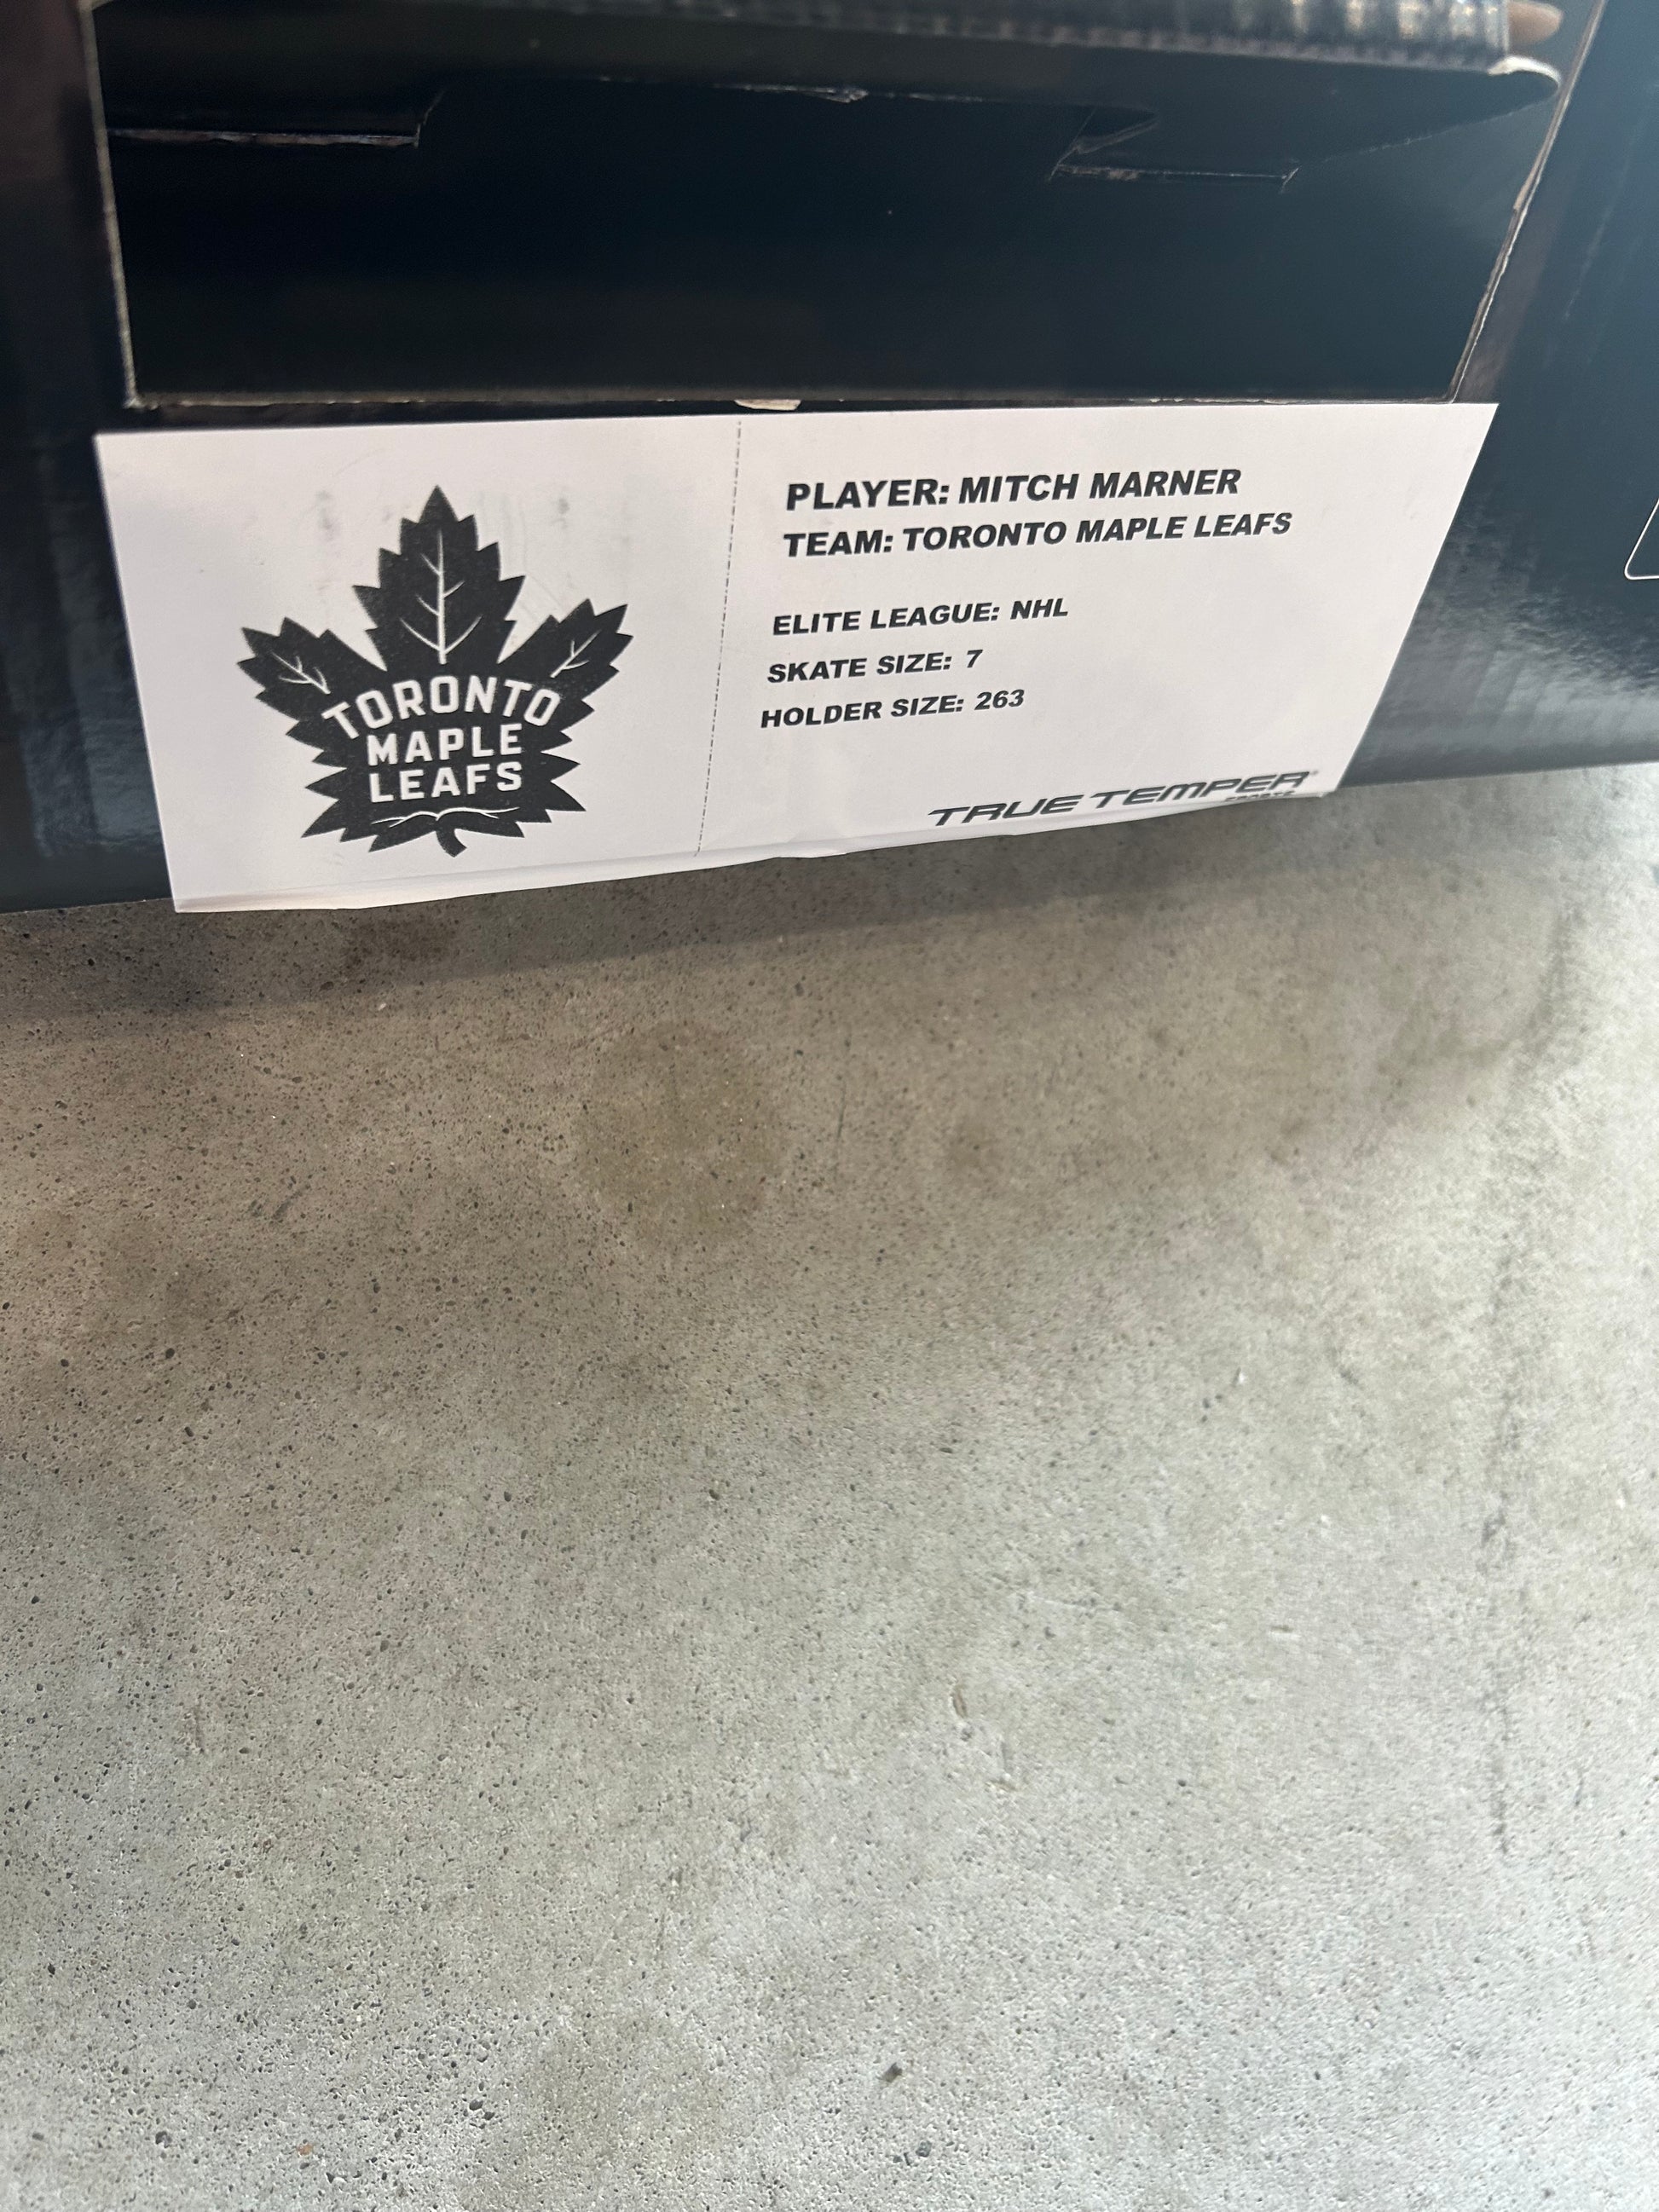 TORONTO
MAPLE
LEAFS
PLAYER: MITCH MARNER
TEAM: TORONTO MAPLE LEAFS
ELITE LEAGUE: NHL
SKATE SIZE: 7
HOLDER SIZE: 263
TRUE TEMPER®
SPORTS